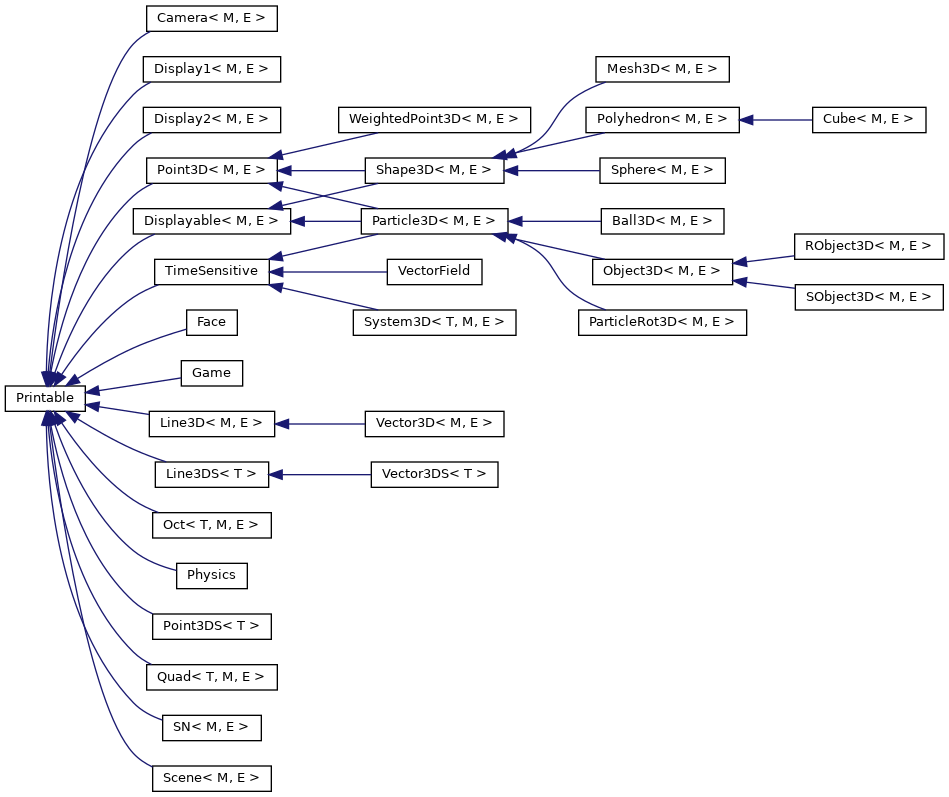 Camera< M, E >
Display1< M, E >
Mesh3D< M, E >
Display2< M, E >
WeightedPoint3D< M, E >
Polyhedron< M, E >
Cube< M, E >
Point3D< M, E >
Shape3D< M, E >
Sphere< M, E >
Displayable< M, E >
Particle3D< M, E >
Ball3D< M, E >
RObject3D< M, E >
TimeSensitive
VectorField
Object3D< M, E >
SObject3D< M, E >
Face
System3D< T, M, E >
ParticleRot3D< M, E >
Game
Printable
Line3D< M, E >
Vector3D< M, E >
Line3DS< T >
Vector3DS< T >
Oct< T, M, E >
Physics
Point3DS< T >
Quad< T, M, E >
SN< M, E >
Scene< M, E >